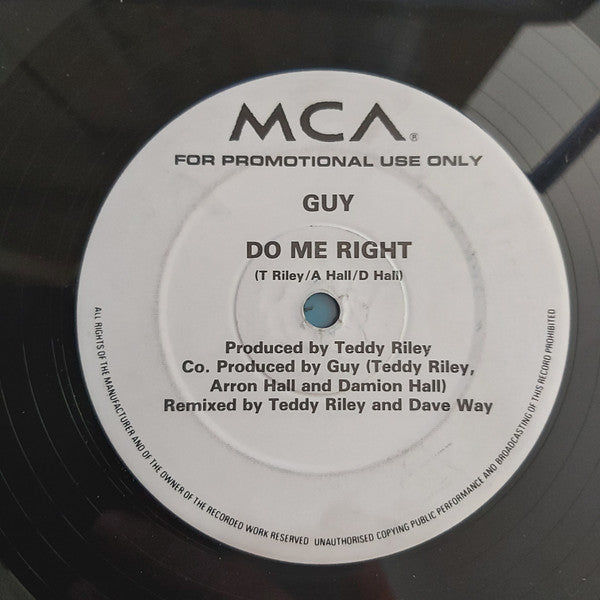 MCA®
FOR PROMOTIONAL USE ONLY
GUY
DO ME RIGHT
(T Riley/A Hall/D Hall)
Produced by Teddy Riley
Co. Produced by Guy (Teddy Riley,
Arron Hall and Damion Hall)
Remixed by Teddy Riley and Dave Way
ALL RIGHTS OF THE MANUFACTURER AND OF THE OWNER OF THE RECORDED WORK RESERVED UNAUTHORISED COPYING PUBLIC PERFORMANCE AND BROADCASTING OF THIS RECORD PROHIBITED